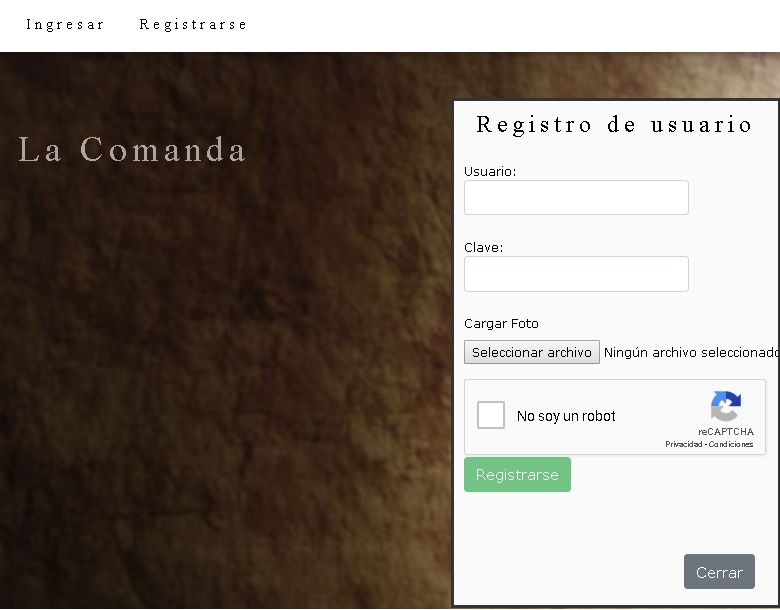 Ingresar Registrarse
La Comanda
Registro de usuario
Usuario:
Clave:
Cargar Foto
Seleccionar archivo Ningún archivo seleccionado
No soy un robot
reCAPTCHA
Privacidad - Condiciones
Registrarse
Cerrar